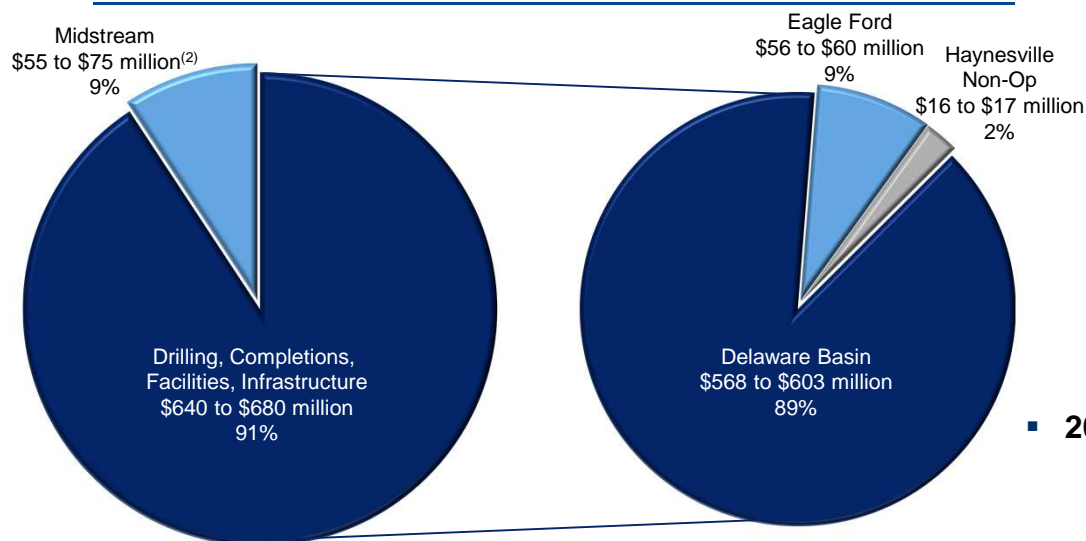 Midstream
$55 to $75 million(2)
9%
Drilling, Completions,
Facilities, Infrastructure
$640 to $680 million
91%
Eagle Ford
$56 to $60 million
9%
Haynesville
Non-Op
$16 to $17 million
2%
Delaware Basin
$568 to $603 million
89%